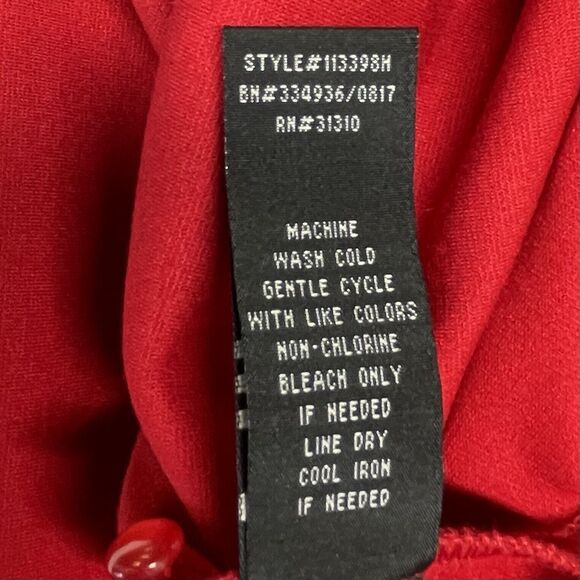 STYLE#113398H
BN#334936/0817
RN#31310
MACHINE
WASH COLD
GENTLE CYCLE
WITH LIKE COLORS
NON-CHLORINE
BLEACH ONLY
IF NEEDED
LINE DRY
COOL IRON
IF NEEDED